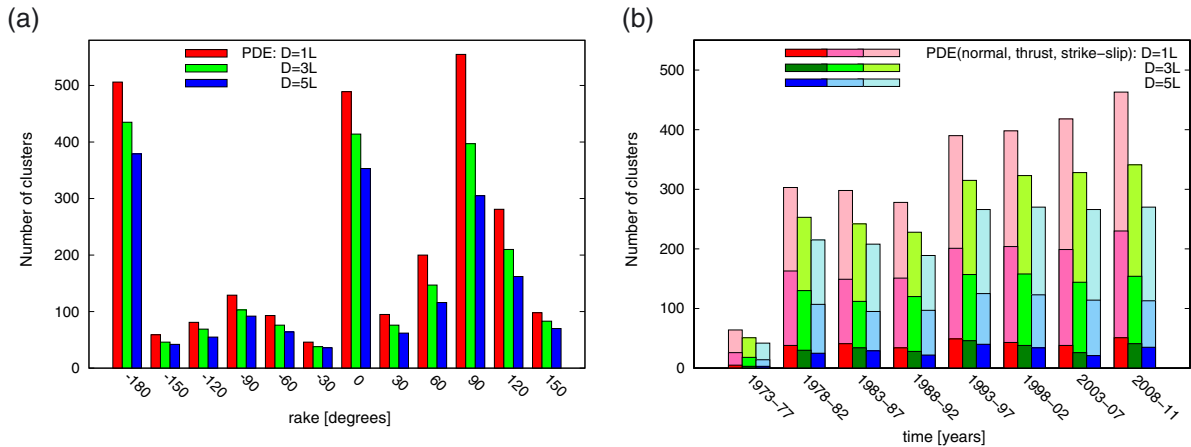 (a)
PDE: D=1L
D=3L
D=5L
Number of clusters
500
400
300
200
100
0
-180
-150
-120
-90
-60
-30
0
30
60
90
120
150
rake [degrees]
(b)
PDE(normal, thrust, strike−slip): D=1L
D=3L
D=5L
Number of clusters
500
400
300
200
100
0
1973−77
1978−82
1983−87
1988−92
1993−97
1998−02
2003−07
2008−11
time [years]